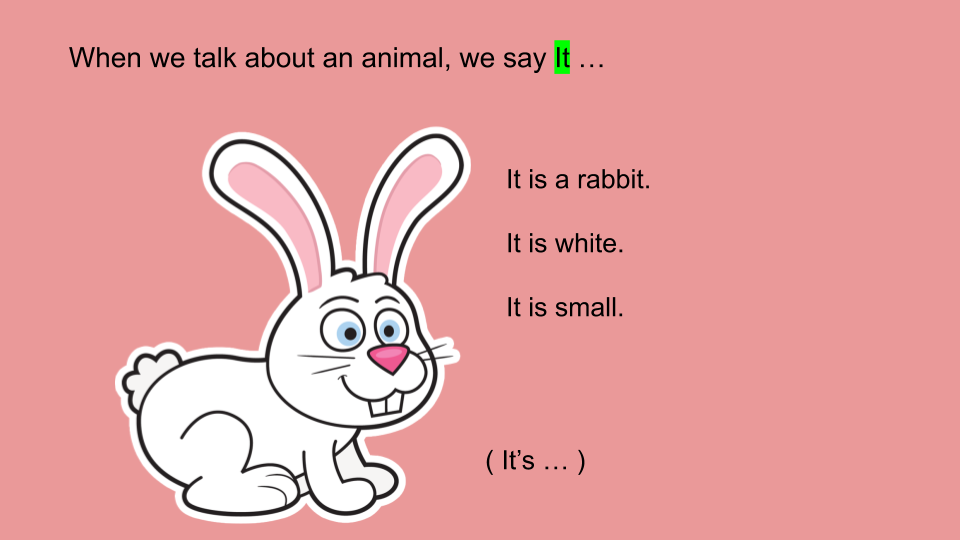 When we talk about an animal, we say It …
It is a rabbit.
It is white.
It is small.
( It’s … )